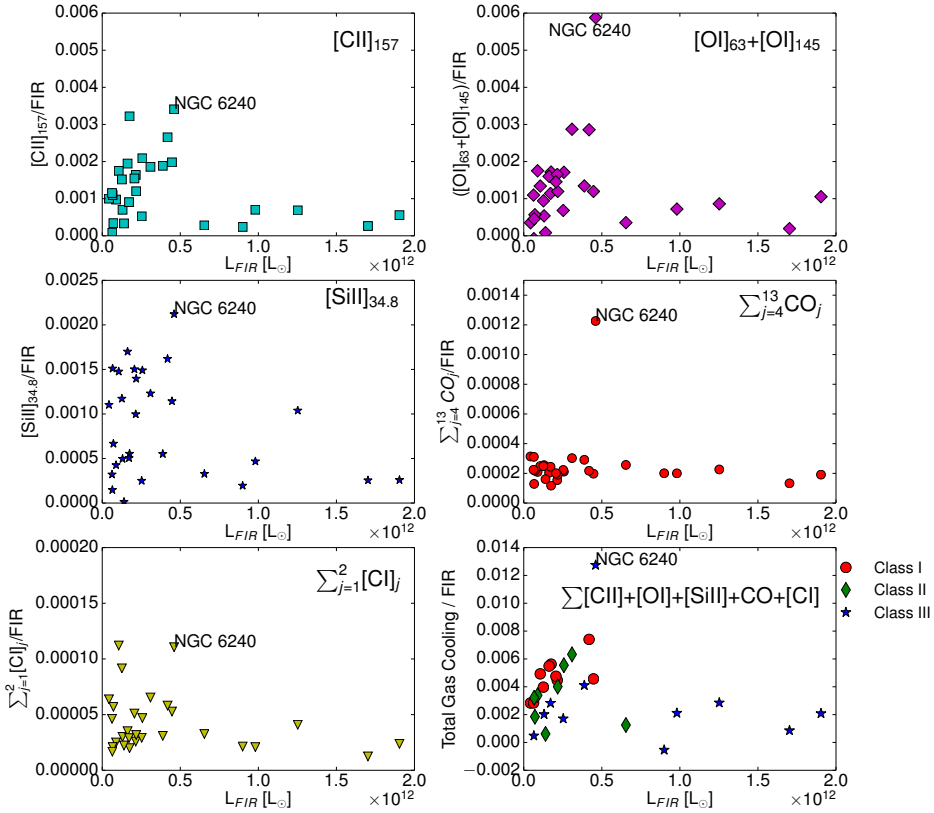 0.006
0.005
0.004
0.003
0.002
0.001
0.000
[CII]157/FIR
[CII]157
NGC 6240
0.0 0.5 1.0 1.5 2.0
LFIR [L⊙] ×10^12
0.006
0.005
0.004
0.003
0.002
0.001
0.000
([OI]63+[OI]145)/FIR
NGC 6240
[OI]63+[OI]145
0.0 0.5 1.0 1.5 2.0
LFIR [L⊙] ×10^12
0.0025
0.0020
0.0015
0.0010
0.0005
0.0000
[SiII]34.8/FIR
[SiII]34.8
NGC 6240
0.0 0.5 1.0 1.5 2.0
LFIR [L⊙] ×10^12
0.0014
0.0012
0.0010
0.0008
0.0006
0.0004
0.0002
0.0000
∑_{j=4}^{13} COj/FIR
NGC 6240
∑_{j=4}^{13}COj
0.0 0.5 1.0 1.5 2.0
LFIR [L⊙] ×10^12
0.00020
0.00015
0.00010
0.00005
0.00000
∑_{j=1}^{2}[CI]j/FIR
∑_{j=1}^{2}[CI]j
NGC 6240
0.0 0.5 1.0 1.5 2.0
LFIR [L⊙] ×10^12
0.014
0.012
0.010
0.008
0.006
0.004
0.002
0.000
−0.002
Total Gas Cooling / FIR
NGC 6240
∑[CII]+[OI]+[SiII]+CO+[CI]
0.0 0.5 1.0 1.5 2.0
LFIR [L⊙] ×10^12
Class I
Class II
Class III